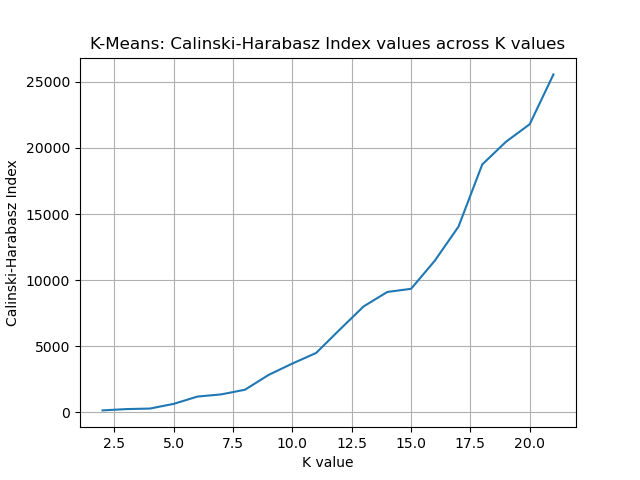 K-Means: Calinski-Harabasz Index values across K values
Calinski-Harabasz Index
25000
20000
15000
10000
5000
0
2.5 5.0 7.5 10.0 12.5 15.0 17.5 20.0
K value